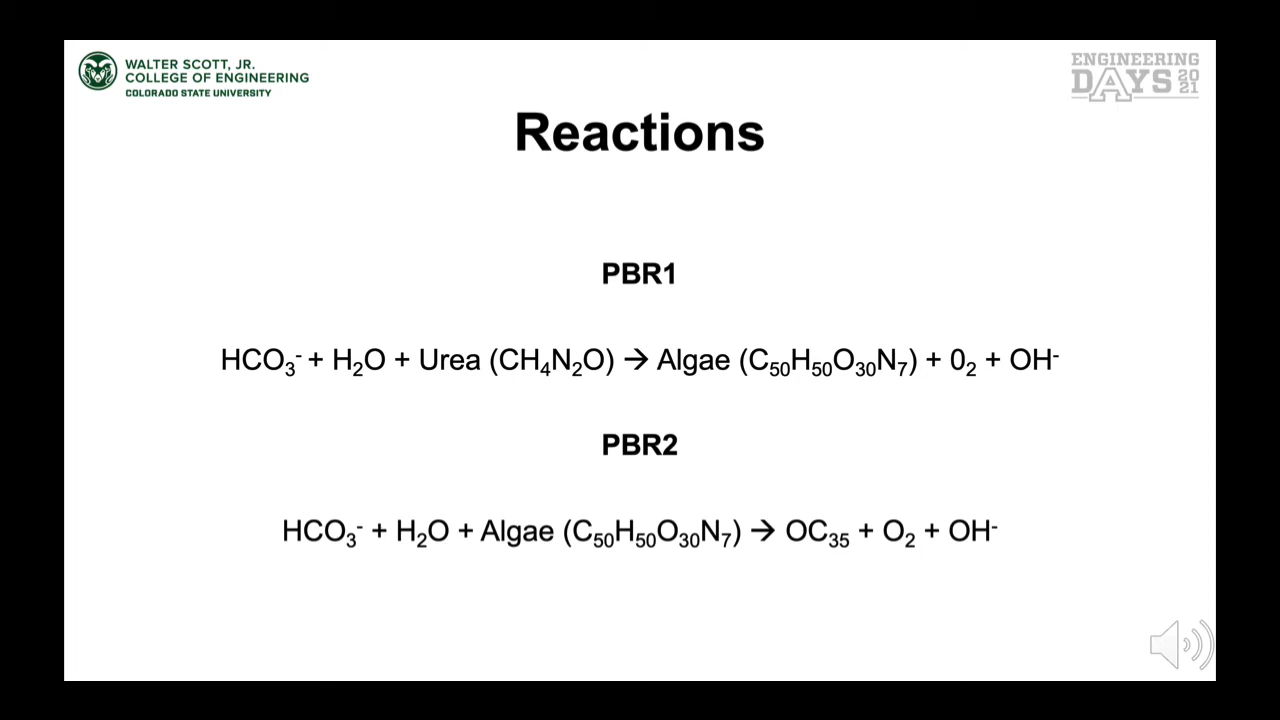 WALTER SCOTT, JR.
COLLEGE OF ENGINEERING
COLORADO STATE UNIVERSITY
ENGINEERING
DAYS 2021
Reactions
PBR1
HCO₃⁻ + H₂O + Urea (CH₄N₂O) → Algae (C₅₀H₅₀O₃₀N₇) + 0₂ + OH⁻
PBR2
HCO₃⁻ + H₂O + Algae (C₅₀H₅₀O₃₀N₇) → OC₃₅ + O₂ + OH⁻